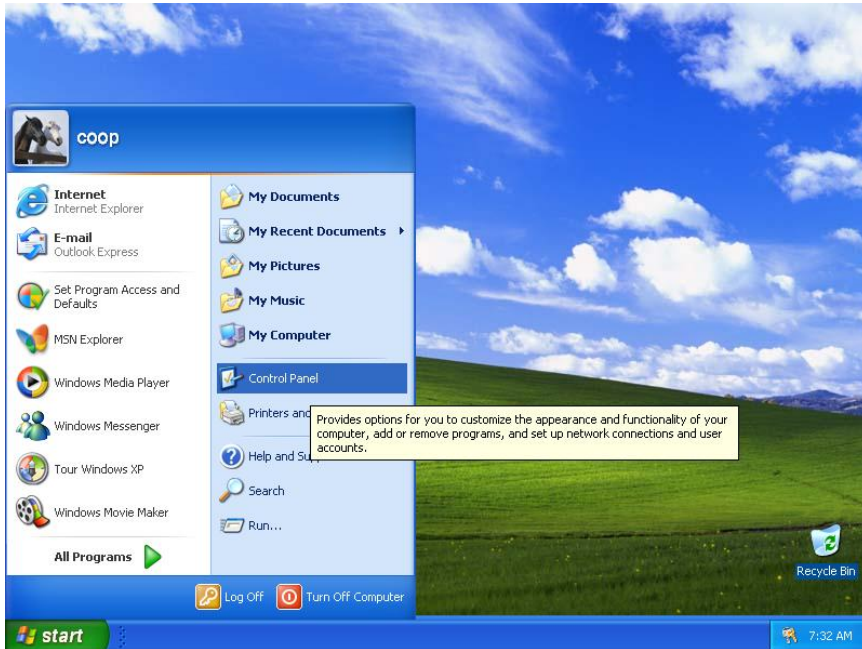 coop
Internet
Internet Explorer
E-mail
Outlook Express
Set Program Access and
Defaults
MSN Explorer
Windows Media Player
Windows Messenger
Tour Windows XP
Windows Movie Maker
All Programs
My Documents
My Recent Documents
My Pictures
My Music
My Computer
Control Panel
Printers and
Provides options for you to customize the appearance and functionality of your
computer, add or remove programs, and set up network connections and user
accounts.
Help and Su
Search
Run...
Log Off
Turn Off Computer
Recycle Bin
start
7:32 AM